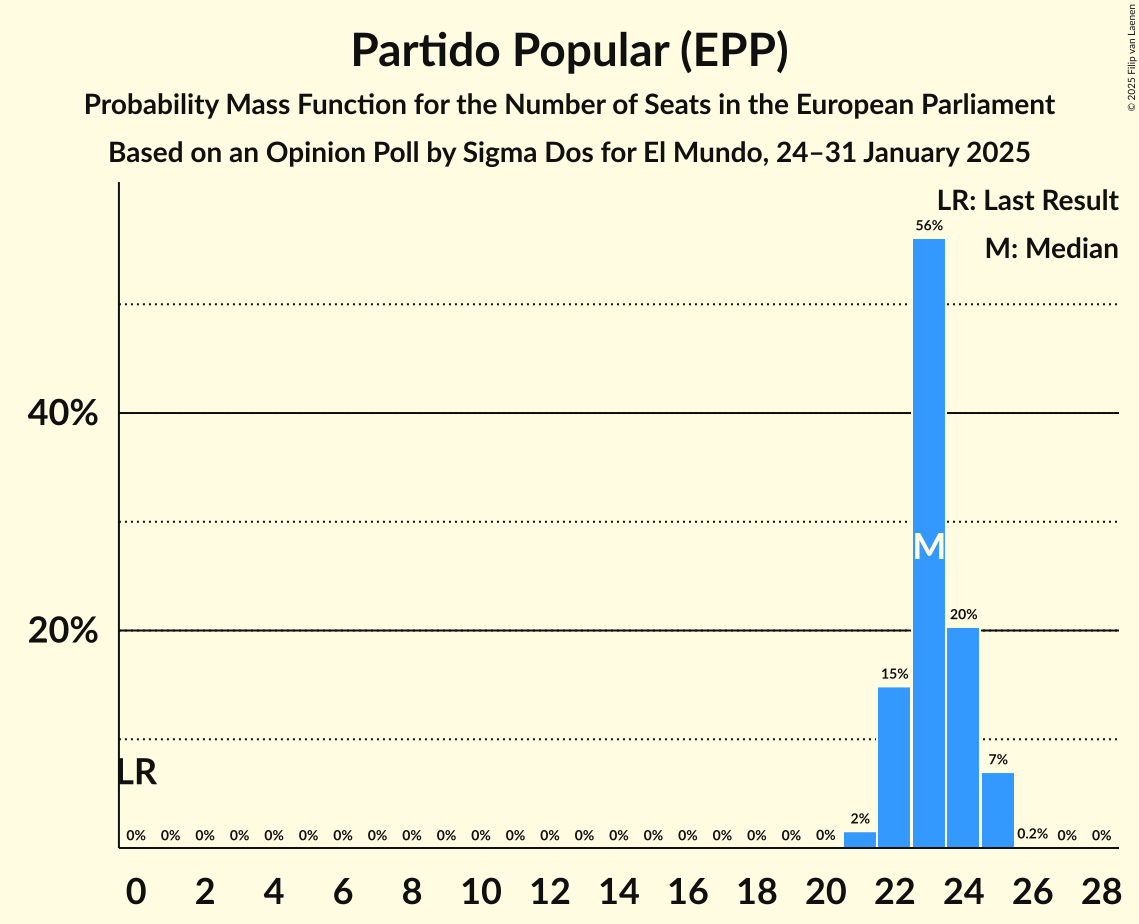 Partido Popular (EPP)
Probability Mass Function for the Number of Seats in the European Parliament
Based on an Opinion Poll by Sigma Dos for El Mundo, 24–31 January 2025
© 2025 Filip van Laenen
LR: Last Result
M: Median
56%
40%
M
20%
20%
15%
7%
LR
2%
0% 0% 0% 0% 0% 0% 0% 0% 0% 0% 0% 0% 0% 0% 0% 0% 0% 0% 0% 0% 0% 0.2% 0% 0%
0 2 4 6 8 10 12 14 16 18 20 22 24 26 28